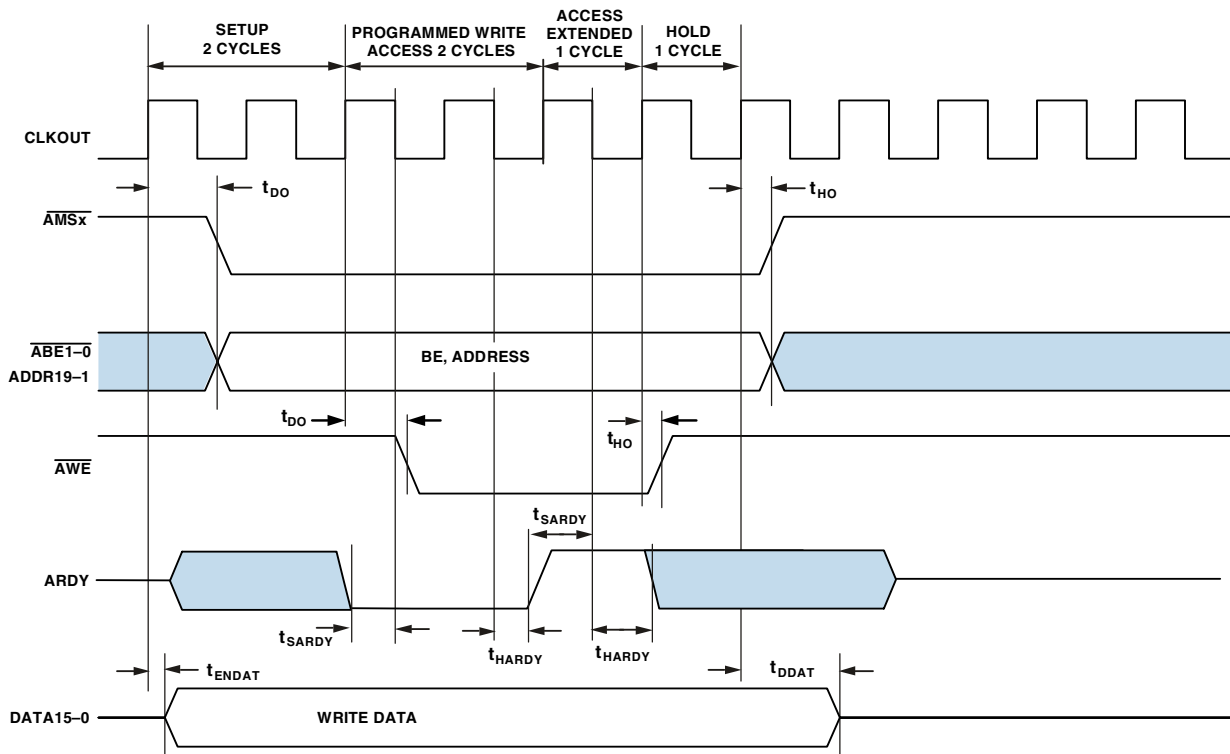 SETUP
2 CYCLES
PROGRAMMED WRITE
ACCESS 2 CYCLES
ACCESS
EXTENDED
1 CYCLE
HOLD
1 CYCLE
CLKOUT
tDO
tHO
AMSx
ABE1–0
ADDR19–1
BE, ADDRESS
tDO
tHO
AWE
tSARDY
ARDY
tSARDY
tHARDY
tHARDY
tENDAT
tDDAT
DATA15–0
WRITE DATA